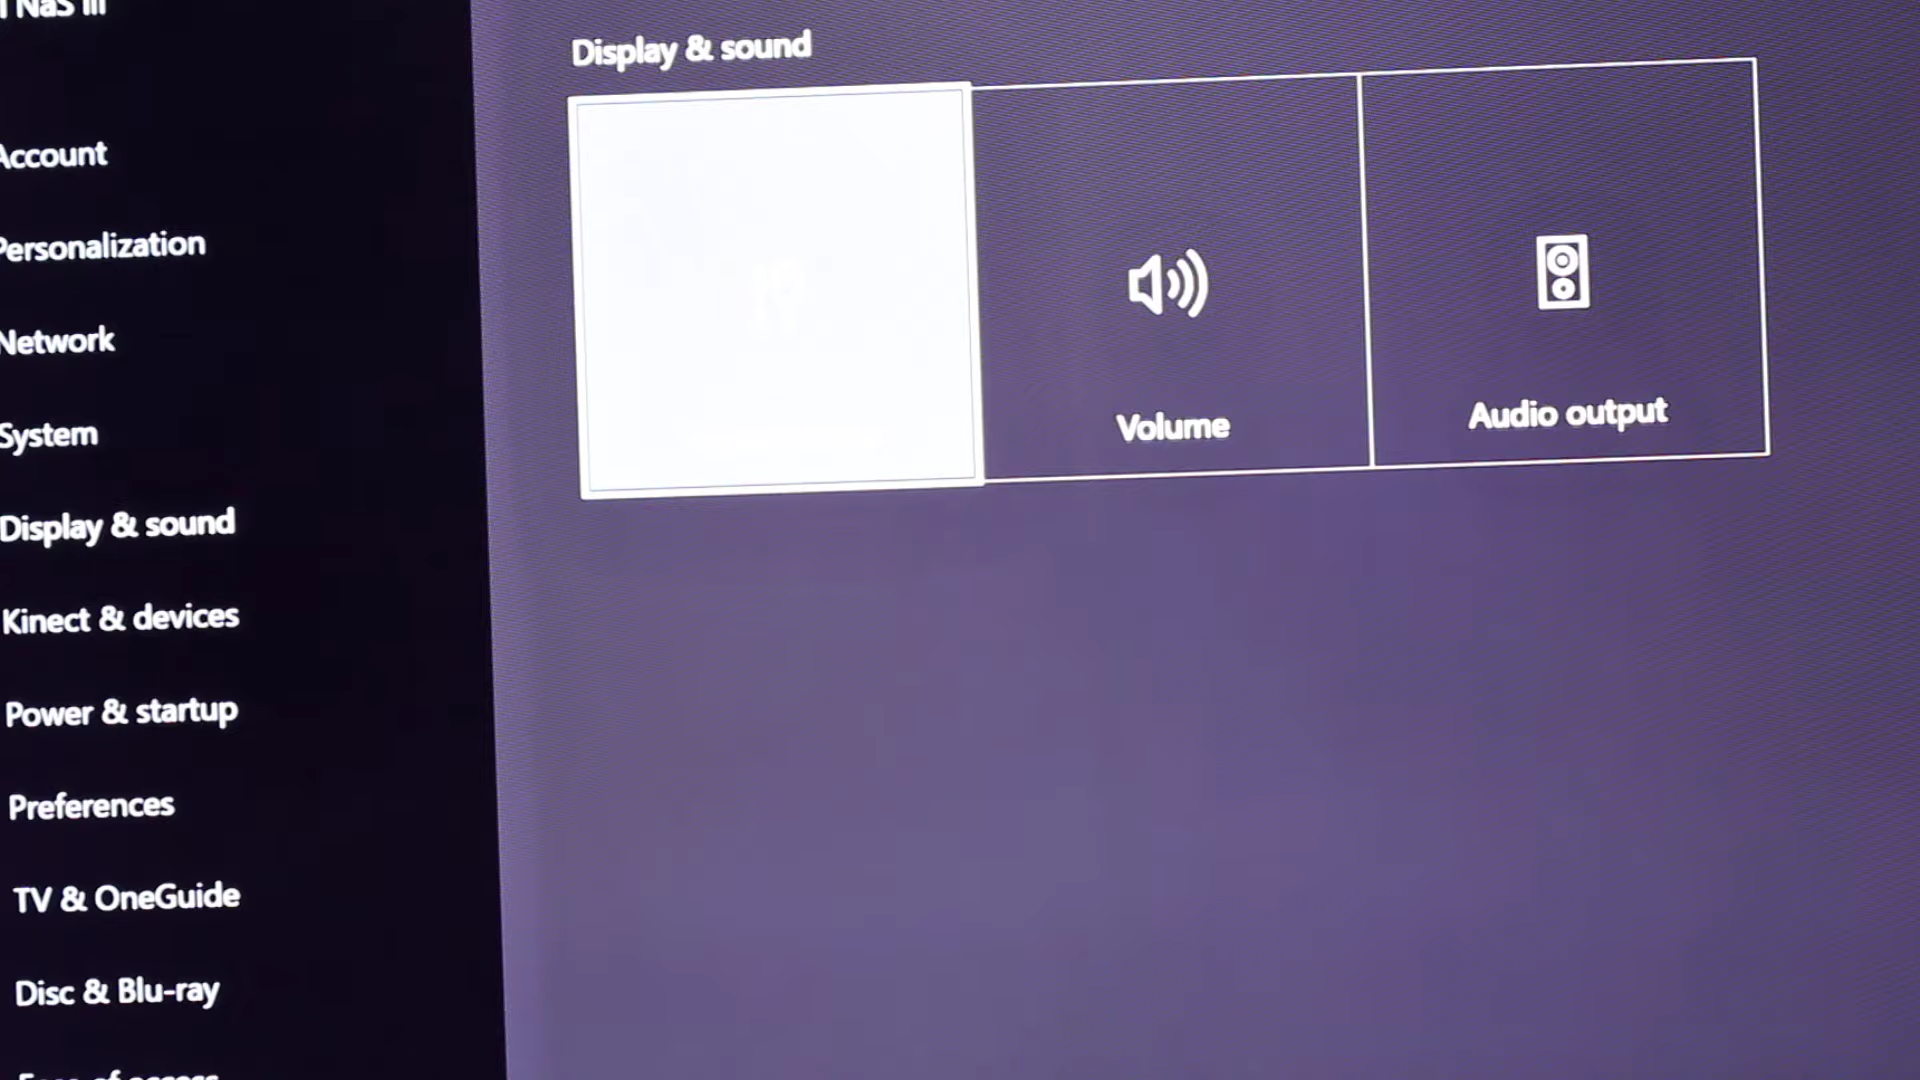 Display & sound
Account
Personalization
Network
System
Display & sound
Kinect & devices
Power & startup
Preferences
TV & OneGuide
Disc & Blu-ray
Volume
Audio output